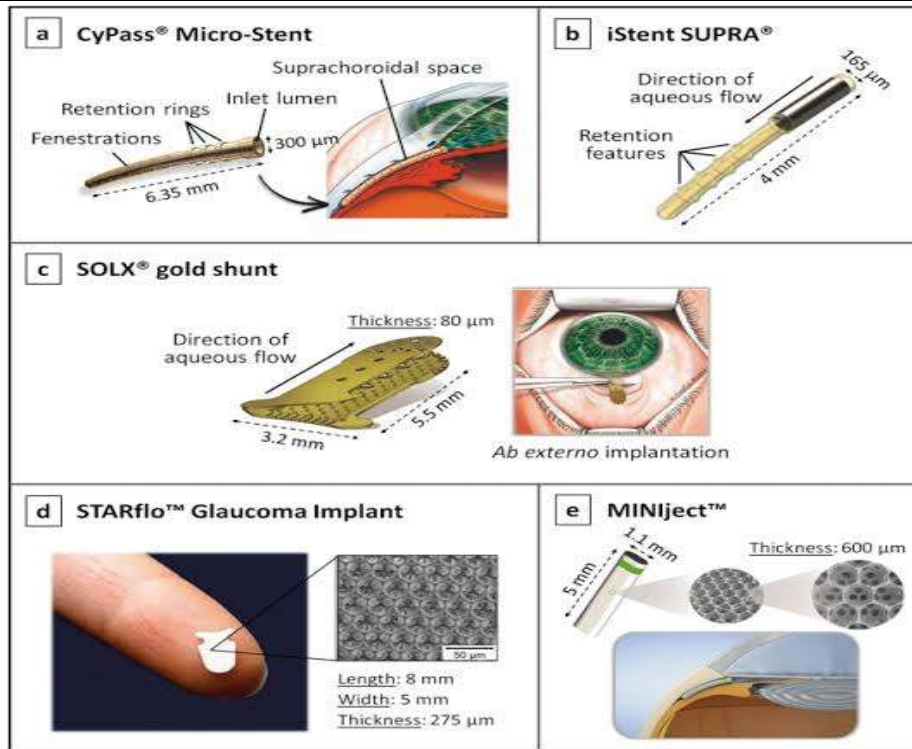 a CyPass® Micro-Stent
Suprachoroidal space
Retention rings
Inlet lumen
Fenestrations
300 µm
6.35 mm
b iStent SUPRA®
165 µm
Direction of
aqueous flow
Retention
features
4 mm
c SOLX® gold shunt
Thickness: 80 µm
Direction of
aqueous flow
5.5 mm
3.2 mm
Ab externo implantation
d STARflo™ Glaucoma Implant
50 µm
Length: 8 mm
Width: 5 mm
Thickness: 275 µm
e MINIject™
1.1 mm
Thickness: 600 µm
5 mm